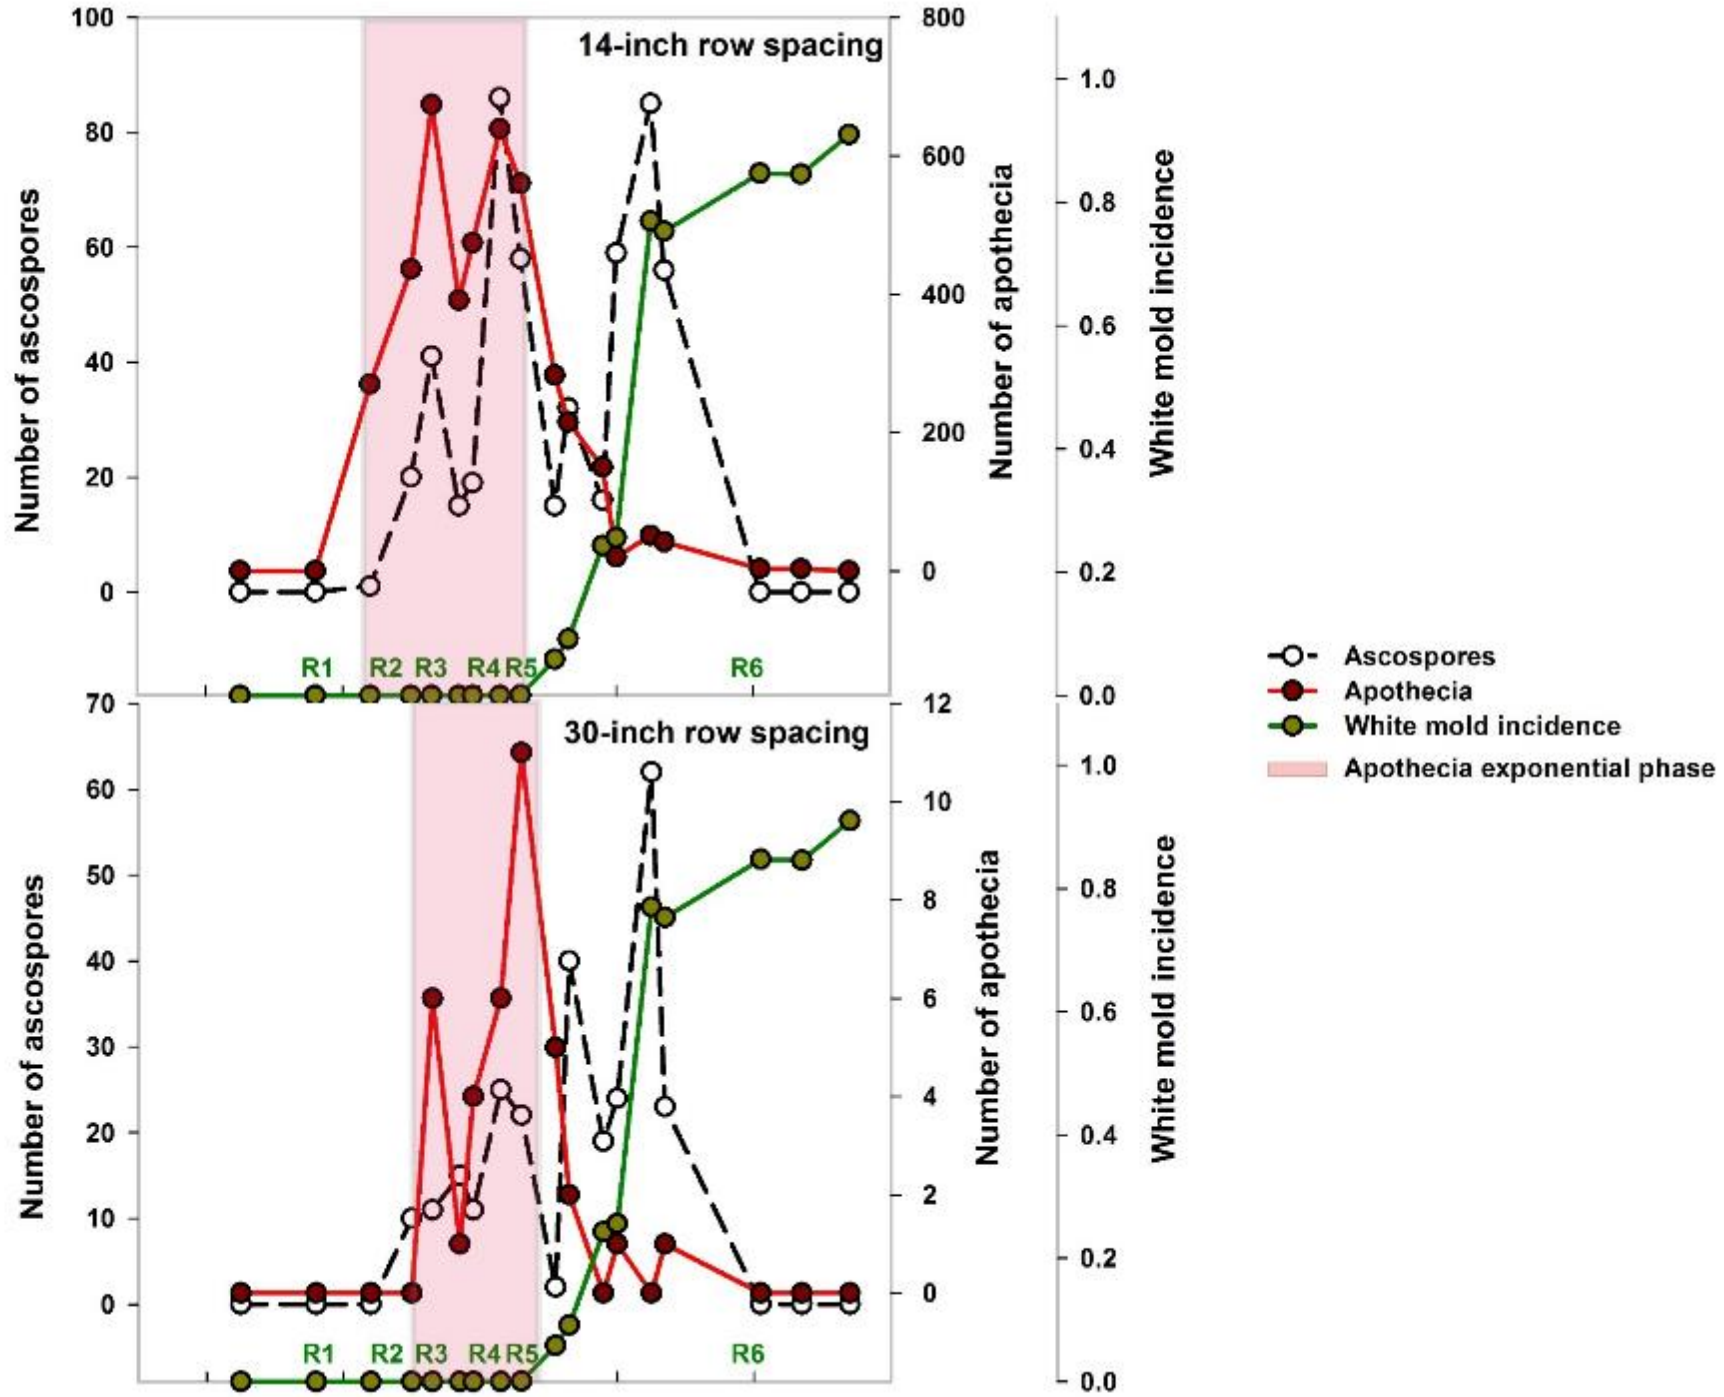 14-inch row spacing
Number of ascospores
100
80
60
40
20
0
Number of apothecia
800
600
400
200
0
White mold incidence
1.0
0.8
0.6
0.4
0.2
0.0
R1 R2 R3 R4 R5 R6
30-inch row spacing
Number of ascospores
70
60
50
40
30
20
10
0
Number of apothecia
12
10
8
6
4
2
0
White mold incidence
1.0
0.8
0.6
0.4
0.2
0.0
R1 R2 R3 R4 R5 R6
Ascospores
Apothecia
White mold incidence
Apothecia exponential phase